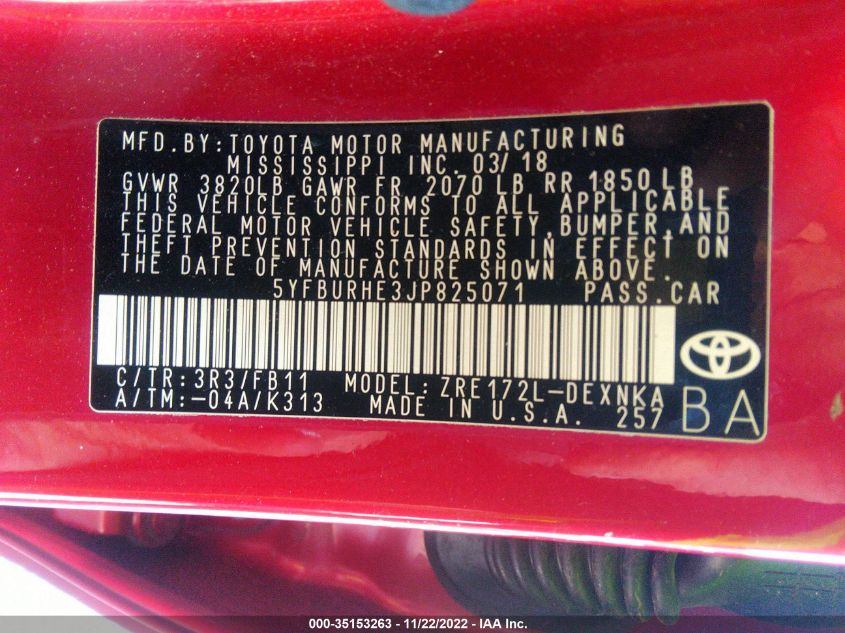 MFD.BY:TOYOTA MOTOR MANUFACTURING
MISSISSIPPI INC. 03/18
GVWR 3820LB GAWR FR 2070 LB RR 1850LB
THIS VEHICLE CONFORMS TO ALL APPLICABLE
FEDERAL MOTOR VEHICLE SAFETY,BUMPER,AND
THEFT PREVENTION STANDARDS IN EFFECT ON
THE DATE OF MANUFACTURE SHOWN ABOVE.
5YFBURHE3JP825071 PASS.CAR
C/TR:3R3/FB11 MODEL:ZRE172L-DEXNKA
A/TM:-04A/K313 MADE IN U.S.A. 257
BA
000-35153263 - 11/22/2022 - IAA Inc.